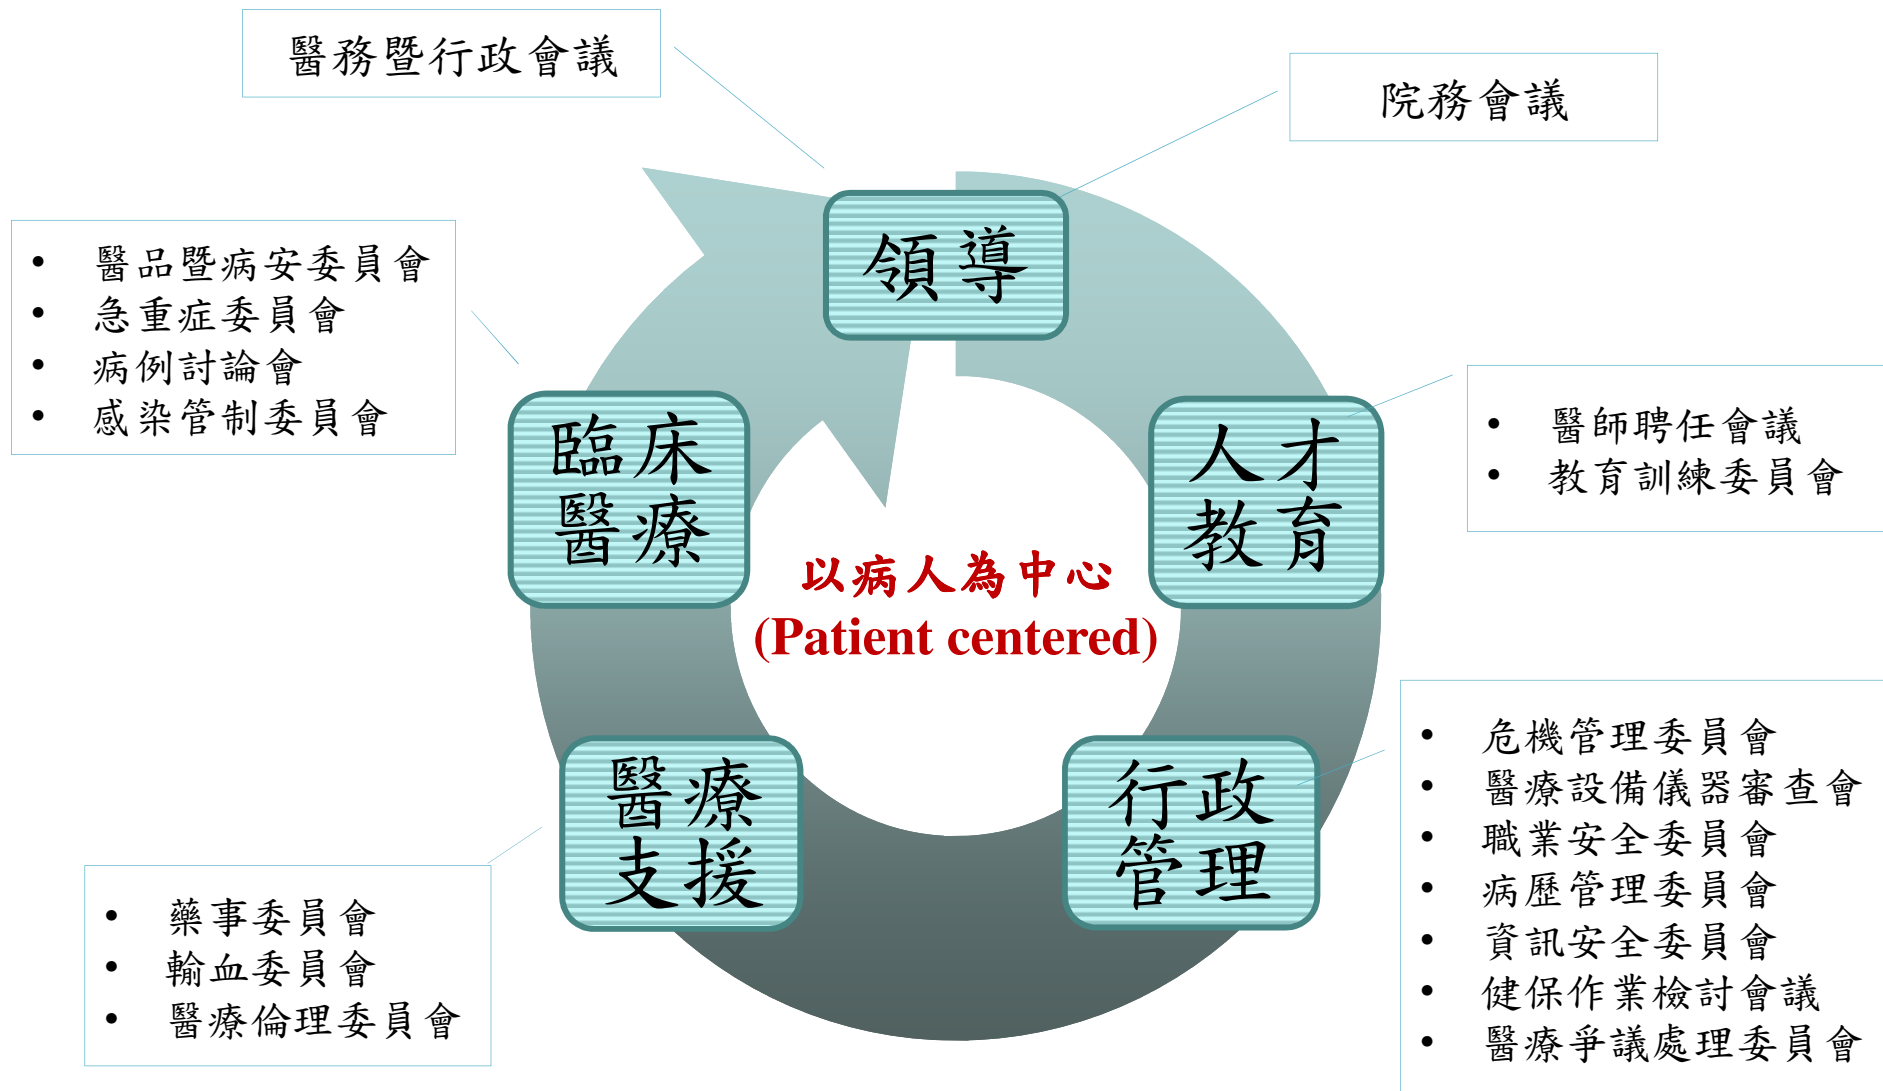 醫務暨行政會議
院務會議
領導
• 醫品暨病安委員會
• 急重症委員會
• 病例討論會
• 感染管制委員會
臨床
醫療
人才
教育
• 醫師聘任會議
• 教育訓練委員會
以病人為中心
(Patient centered)
醫療
支援
行政
管理
• 危機管理委員會
• 醫療設備儀器審查會
• 職業安全委員會
• 病歷管理委員會
• 資訊安全委員會
• 健保作業檢討會議
• 醫療爭議處理委員會
• 藥事委員會
• 輸血委員會
• 醫療倫理委員會